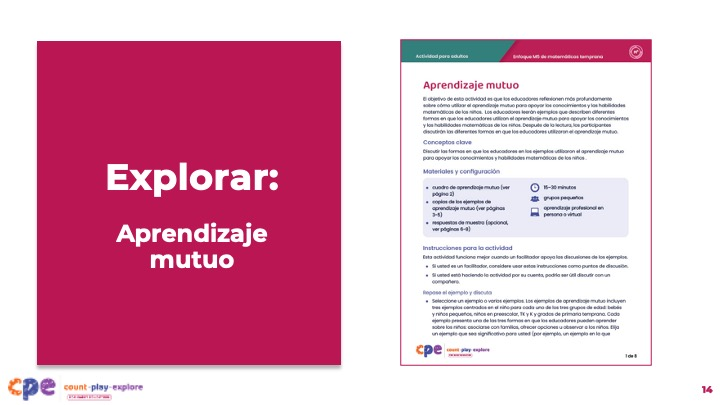 Explorar:
Aprendizaje
mutuo
Actividad para adultos
Enfoque M5 de matemáticas temprana
Aprendizaje mutuo
El objetivo de esta actividad es que los educadores reflexionen más profundamente
sobre cómo utilizar el aprendizaje mutuo para apoyar los conocimientos y las habilidades
matemáticas de los niños. Los educadores leerán ejemplos que describen diferentes
formas en que los educadores utilizan el aprendizaje mutuo para apoyar los conocimientos
y las habilidades matemáticas de los niños. Después de la lectura, los participantes
discutirán las diferentes formas en que los educadores utilizaron el aprendizaje mutuo.
Conceptos clave
Discutir las formas en que los educadores en los ejemplos utilizaron el aprendizaje mutuo
para apoyar los conocimientos y habilidades matemáticas de los niños .
Materiales y configuración
• cuadro de aprendizaje mutuo (ver
página 2)
• copias de los ejemplos de
aprendizaje mutuo (ver páginas
3-5)
• respuestas de muestra (opcional,
ver páginas 6-8)
15-30 minutos
grupos pequeños
aprendizaje profesional en
persona o virtual
Instrucciones para la actividad
Esta actividad funciona mejor cuando un facilitador apoya las discusiones de los ejemplos.
• Si usted es un facilitador, considere usar estas instrucciones como puntos de discusión.
• Si usted está haciendo la actividad por su cuenta, podría ser útil discutir con un
compañero.
Repase el ejemplo y discuta
• Seleccione un ejemplo o varios ejemplos. Los ejemplos de aprendizaje mutuo incluyen
tres ejemplos centrados en el niño para cada uno de los tres grupos de edad: bebés
y niños pequeños, niños en preescolar, TK y K y grados de primaria temprana. Cada
ejemplo presenta una de las tres formas en que los educadores pueden aprender
sobre los niños: asociarse con familias, ofrecer opciones u observar a los niños. Elija
un ejemplo que sea significativo para usted (por ejemplo, un ejemplo en la que
cpe count·play·explore
1 de 8
cpe count·play·explore
14